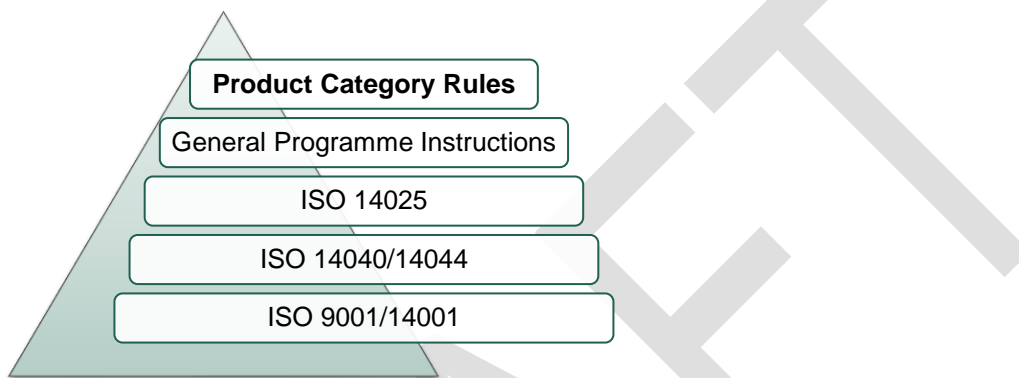 Product Category Rules
General Programme Instructions
ISO 14025
ISO 14040/14044
ISO 9001/14001